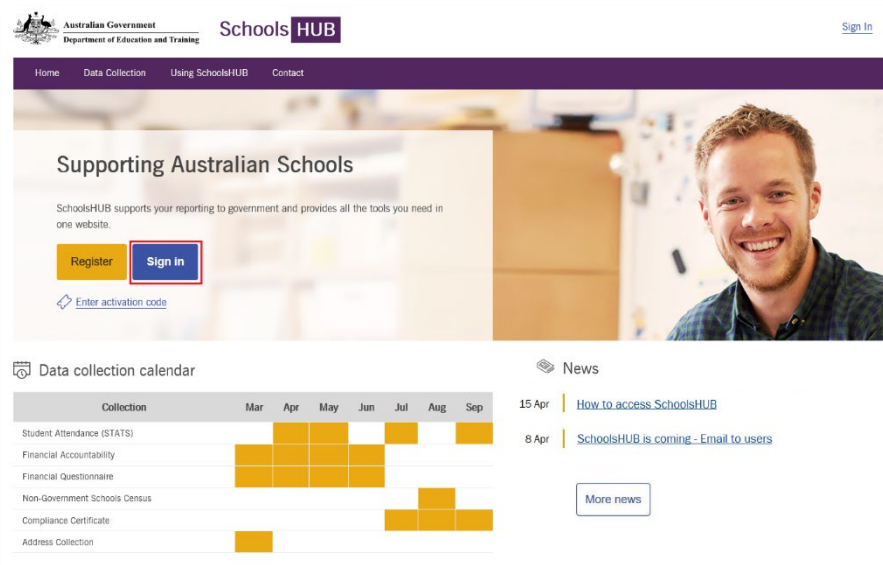 Australian Government
Department of Education and Training
Schools HUB
Sign In
Home Data Collection Using SchoolsHUB Contact
Supporting Australian Schools
SchoolsHUB supports your reporting to government and provides all the tools you need in
one website.
Register Sign in
Enter activation code
Data collection calendar
Collection Mar Apr May Jun Jul Aug Sep
Student Attendance (STATS)
Financial Accountability
Financial Questionnaire
Non-Government Schools Census
Compliance Certificate
Address Collection
News
15 Apr How to access SchoolsHUB
8 Apr SchoolsHUB is coming - Email to users
More news